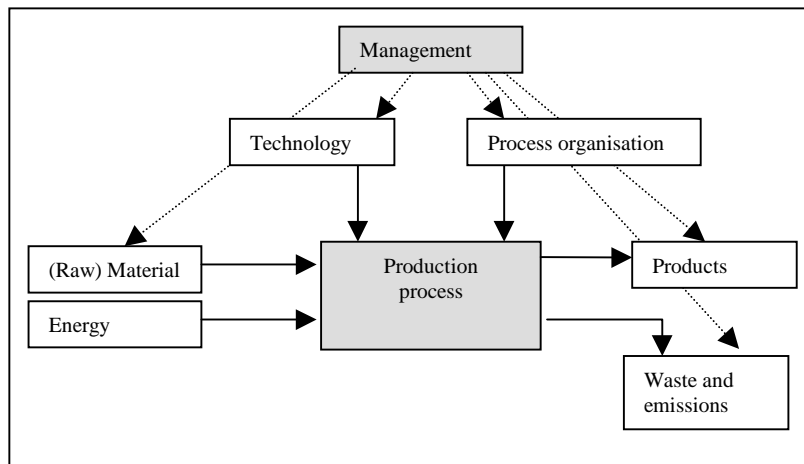 Management
Technology
Process organisation
(Raw) Material
Production
process
Products
Energy
Waste and
emissions